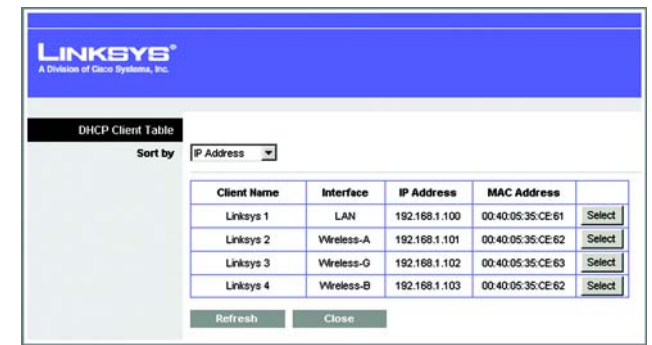 LINKSYS®
A Division of Cisco Systems, Inc.
DHCP Client Table
Sort by IP Address
Client Name Interface IP Address MAC Address
Linksys 1 LAN 192.168.1.100 00:40:05:35:CE:61 Select
Linksys 2 Wireless-A 192.168.1.101 00:40:05:35:CE:62 Select
Linksys 3 Wireless-G 192.168.1.102 00:40:05:35:CE:63 Select
Linksys 4 Wireless-B 192.168.1.103 00:40:05:35:CE:62 Select
Refresh Close